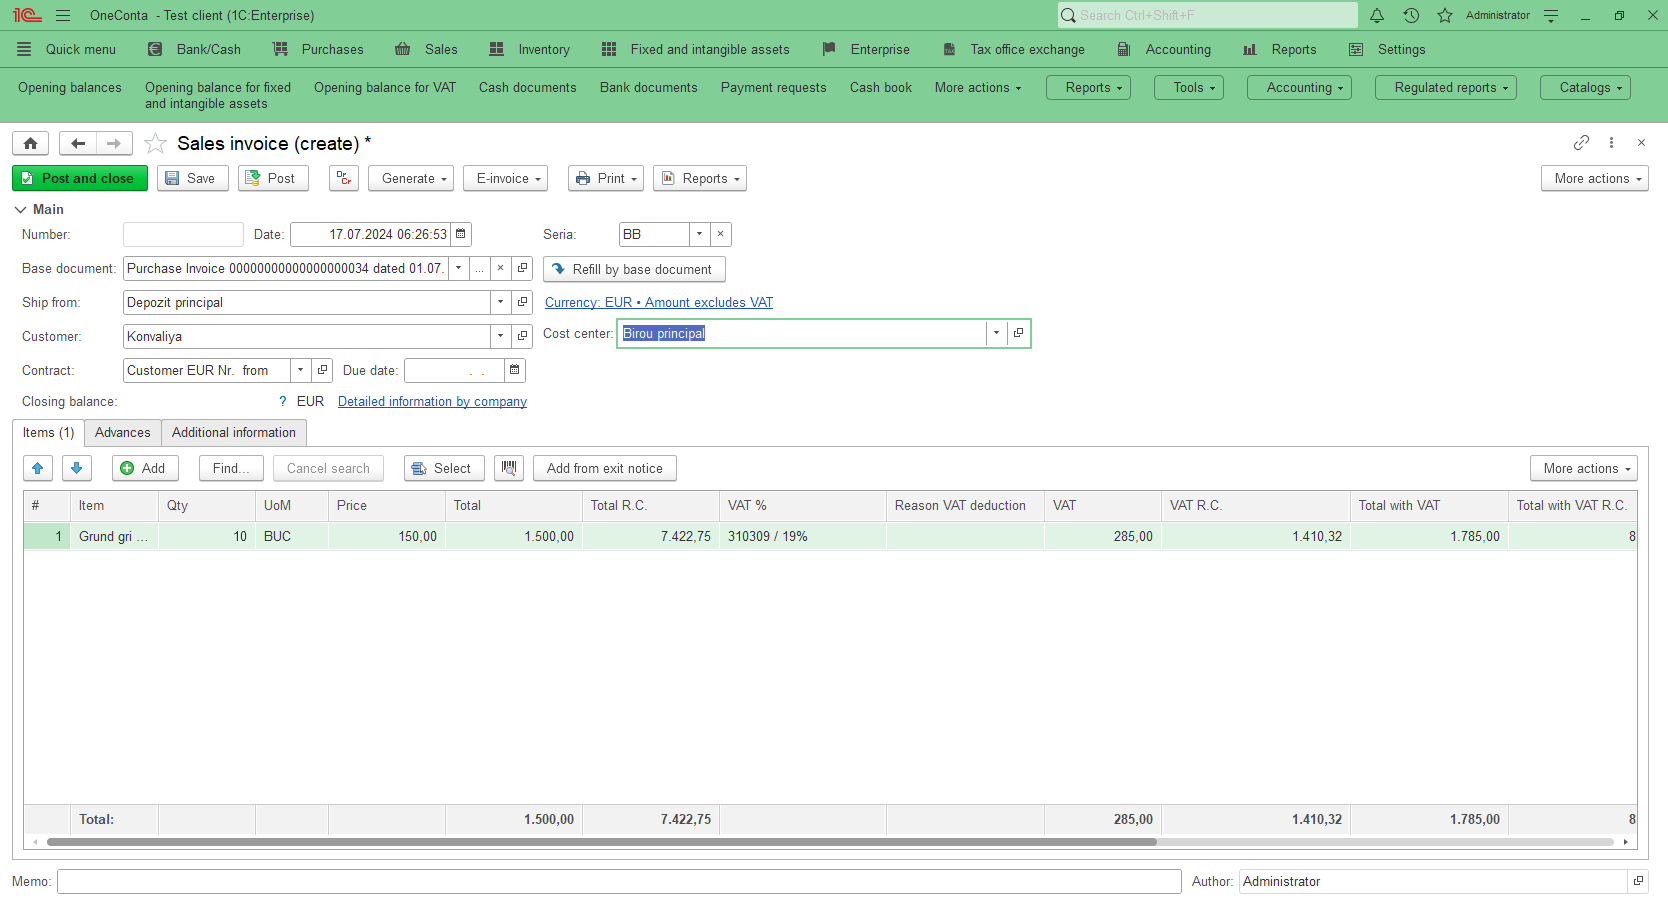 OneConta - Test client (1C:Enterprise)
Search Ctrl+Shift+F
Administrator
Quick menu
Bank/Cash
Purchases
Sales
Inventory
Fixed and intangible assets
Enterprise
Tax office exchange
Accounting
Reports
Settings
Opening balances
Opening balance for fixed
and intangible assets
Opening balance for VAT
Cash documents
Bank documents
Payment requests
Cash book
More actions
Reports
Tools
Accounting
Regulated reports
Catalogs
Sales invoice (create) *
Post and close
Save
Post
Dr
Cr
Generate
E-invoice
Print
Reports
More actions
Main
Number:
Date: 17.07.2024 06:26:53
Seria: BB
Base document: Purchase Invoice 00000000000000000034 dated 01.07.
...
Refill by base document
Ship from: Depozit principal
Currency: EUR • Amount excludes VAT
Customer: Konvaliya
Cost center: Birou principal
Contract: Customer EUR Nr. from
Due date: . .
Closing balance: ? EUR Detailed information by company
Items (1)
Advances
Additional information
Add
Find...
Cancel search
Select
Add from exit notice
More actions
# Item Qty UoM Price Total Total R.C. VAT % Reason VAT deduction VAT VAT R.C. Total with VAT Total with VAT R.C.
1 Grund gri ... 10 BUC 150,00 1.500,00 7.422,75 310309 / 19% 285,00 1.410,32 1.785,00 8
Total: 1.500,00 7.422,75 285,00 1.410,32 1.785,00 8
Memo:
Author: Administrator